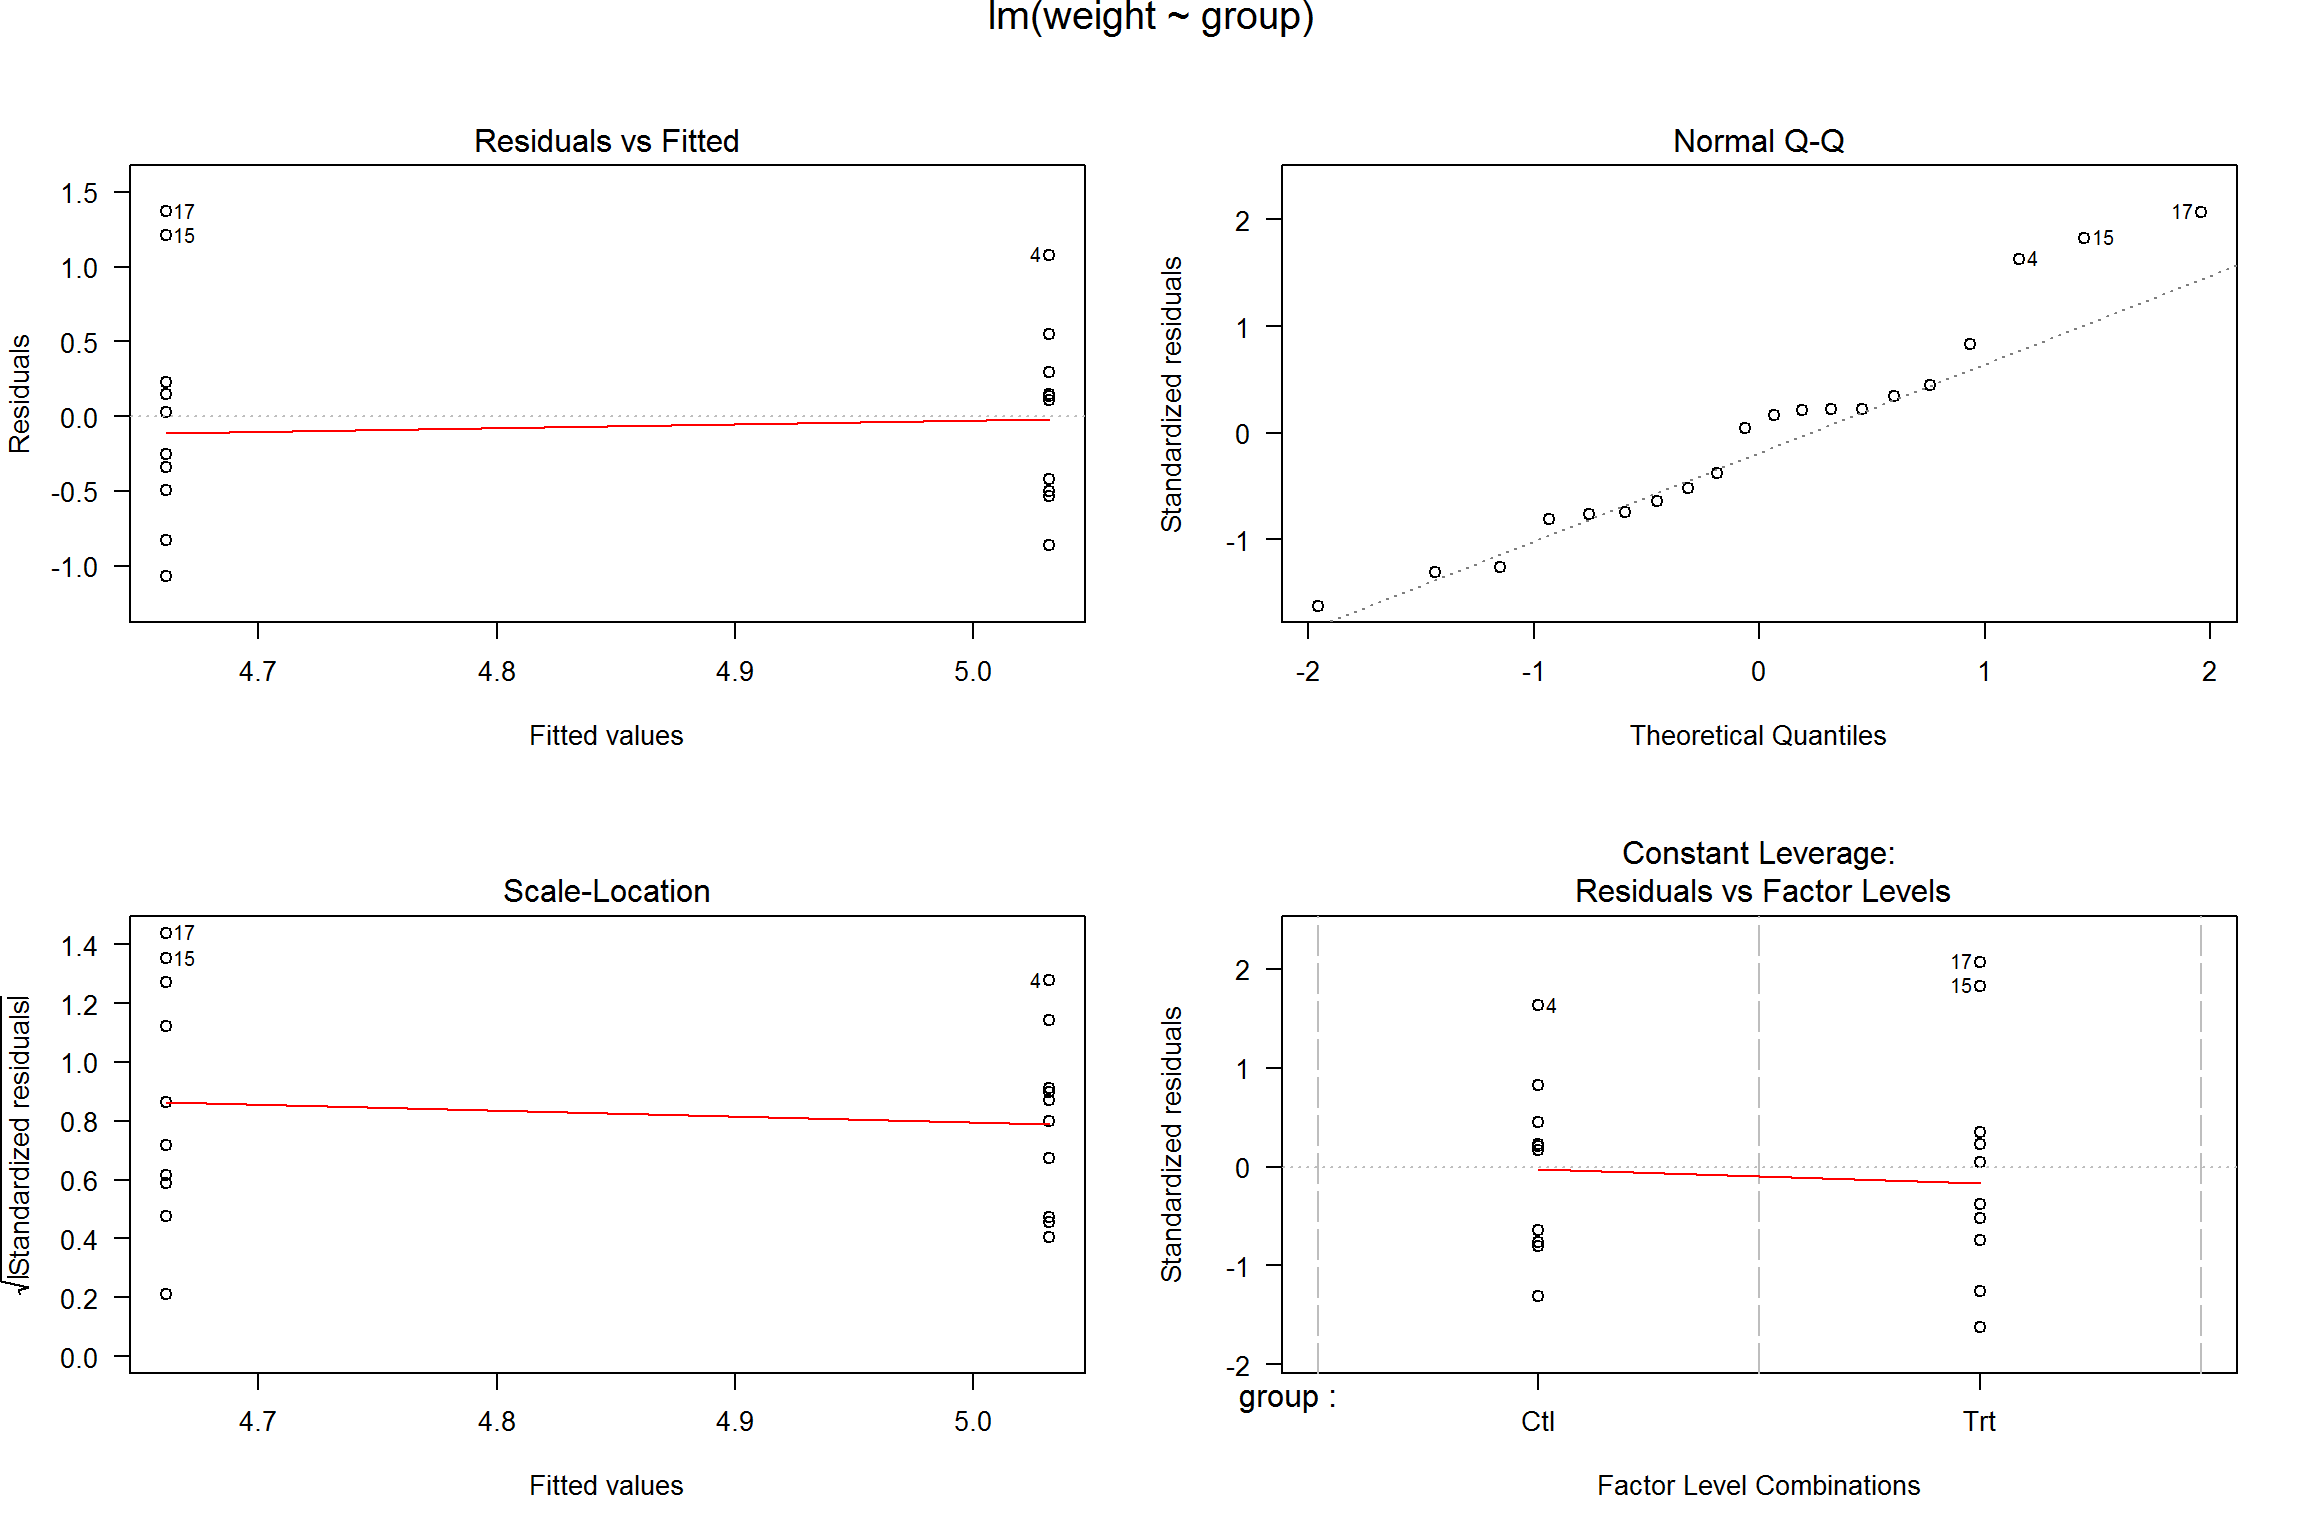 lm(weight ~ group)
Residuals vs Fitted
Residuals
1.5
1.0
0.5
0.0
-0.5
-1.0
17
15
4
4.7 4.8 4.9 5.0
Fitted values
Normal Q-Q
Standardized residuals
2
1
0
-1
17
15
4
-2 -1 0 1 2
Theoretical Quantiles
Scale-Location
√|Standardized residuals|
1.4
1.2
1.0
0.8
0.6
0.4
0.2
0.0
17
15
4
4.7 4.8 4.9 5.0
Fitted values
Constant Leverage:
Residuals vs Factor Levels
Standardized residuals
2
1
0
-1
-2
17
15
4
group :
Ctl Trt
Factor Level Combinations